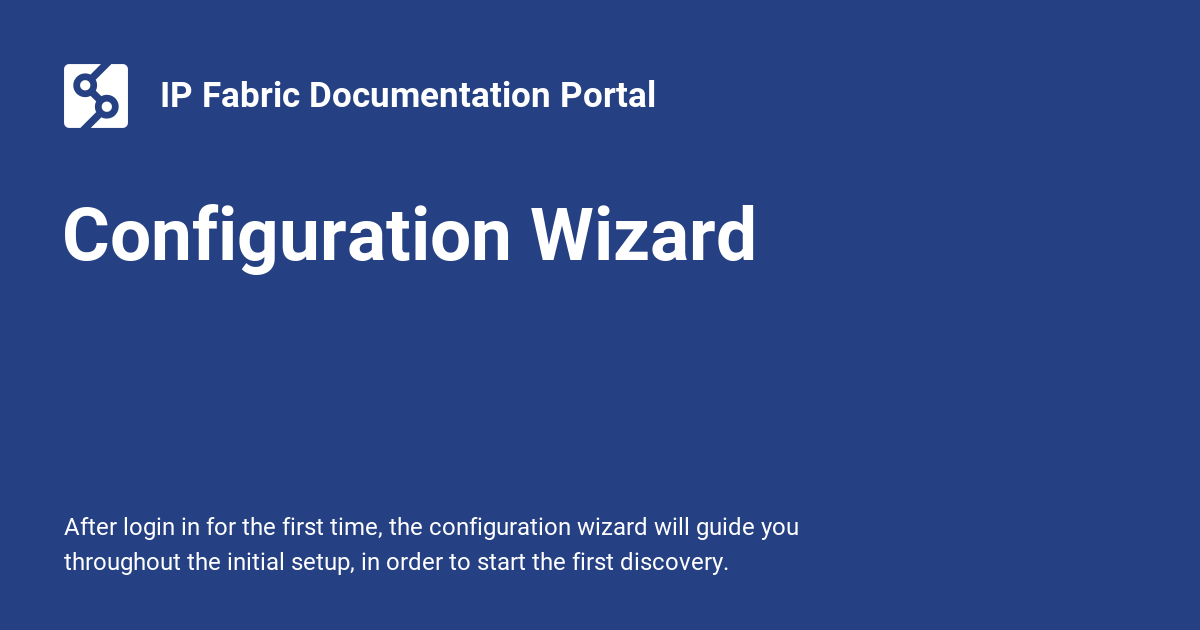 IP Fabric Documentation Portal
Configuration Wizard
After login in for the first time, the configuration wizard will guide you
throughout the initial setup, in order to start the first discovery.